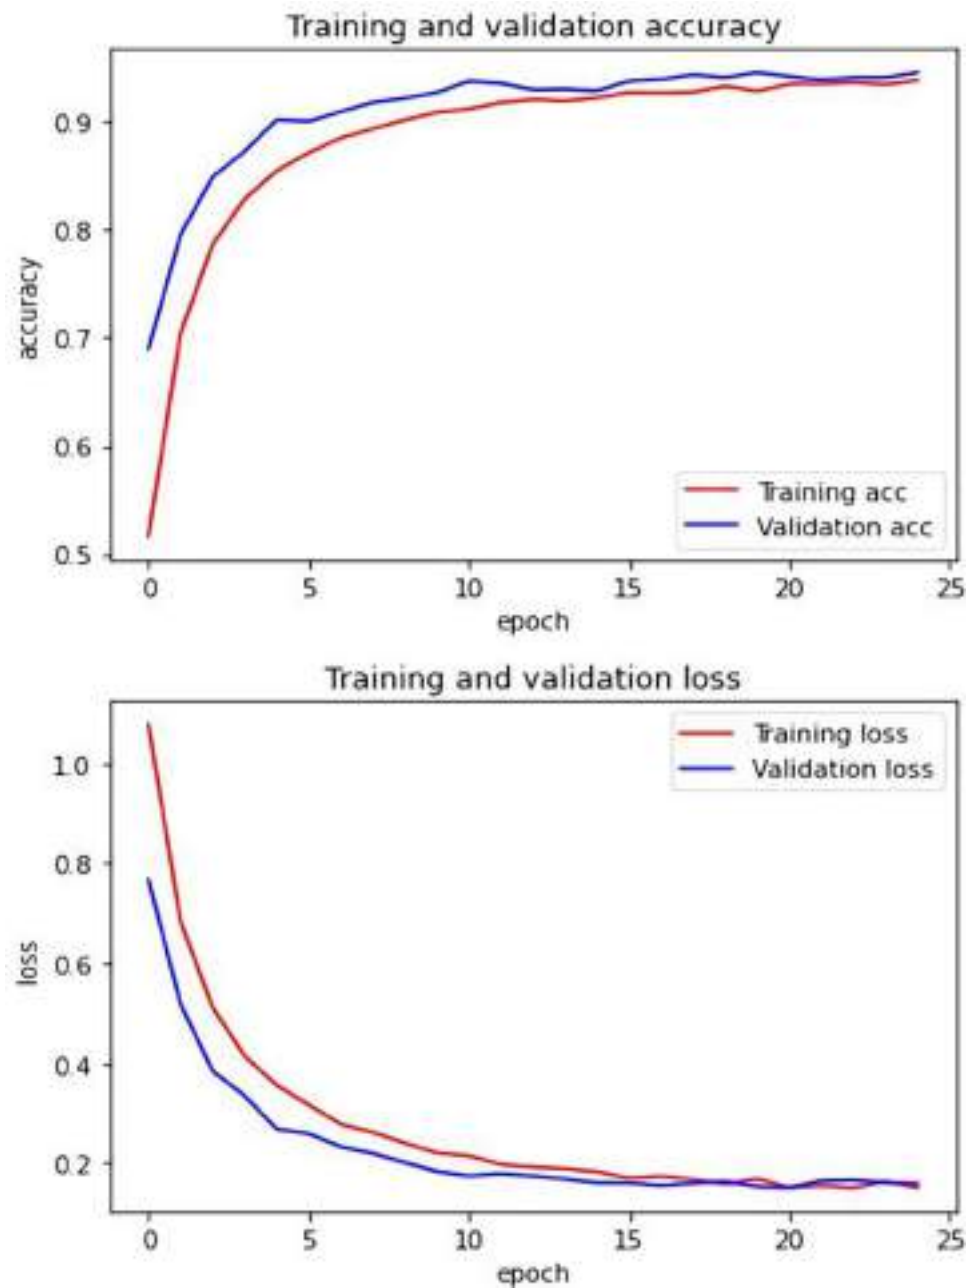 Training and validation accuracy
0.9
0.8
0.7
0.6
0.5
accuracy
Training acc
Validation acc
0 5 10 15 20 25
epoch
Training and validation loss
1.0
0.8
0.6
0.4
0.2
loss
Training loss
Validation loss
0 5 10 15 20 25
epoch